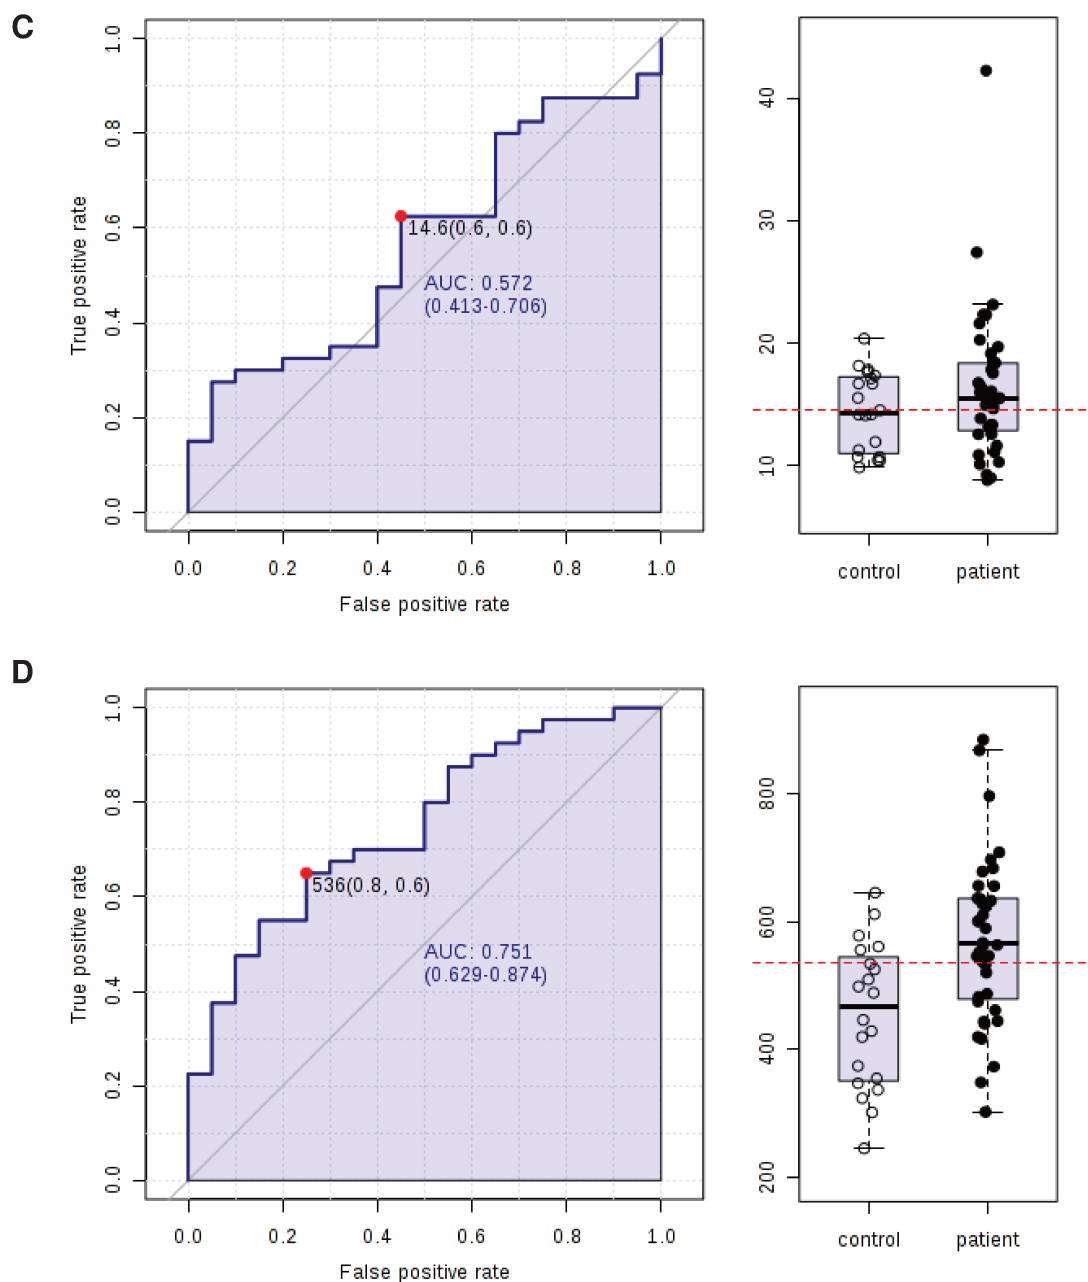 C
1.0
0.8
0.6
0.4
0.2
0.0
True positive rate
14.6(0.6, 0.6)
AUC: 0.572
(0.413-0.706)
0.0 0.2 0.4 0.6 0.8 1.0
False positive rate
40
30
20
10
control patient
D
1.0
0.8
0.6
0.4
0.2
0.0
True positive rate
536(0.8, 0.6)
AUC: 0.751
(0.629-0.874)
0.0 0.2 0.4 0.6 0.8 1.0
False positive rate
800
600
400
200
control patient